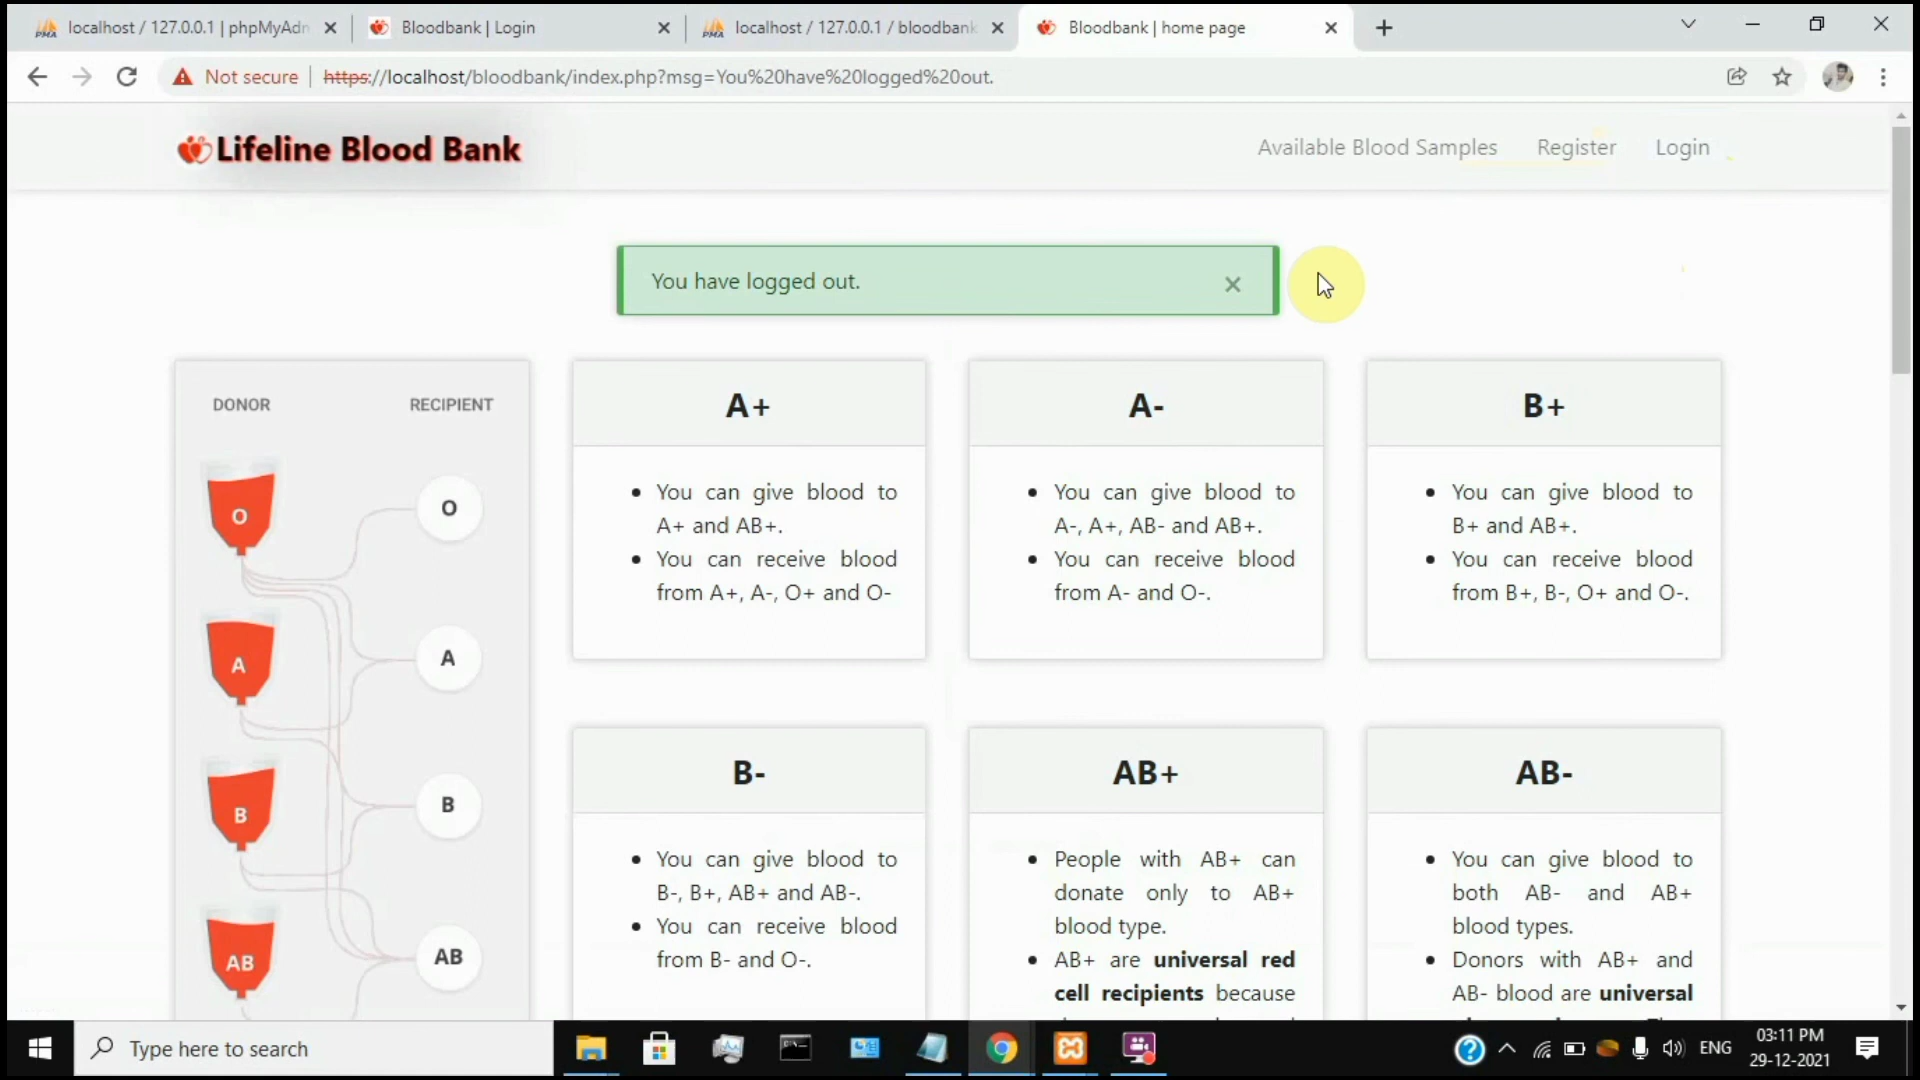 localhost / 127.0.0.1 | phpMyAdn
Bloodbank | Login
localhost / 127.0.0.1 / bloodbank
Bloodbank | home page
Not secure
https://localhost/bloodbank/index.php?msg=You%20have%20logged%20out.
Lifeline Blood Bank
Available Blood Samples
Register
Login
You have logged out.
×
DONOR
RECIPIENT
O
O
A
A
B
B
AB
AB
A+
• You can give blood to
A+ and AB+.
• You can receive blood
from A+, A-, O+ and O-
A-
• You can give blood to
A-, A+, AB- and AB+.
• You can receive blood
from A- and O-.
B+
• You can give blood to
B+ and AB+.
• You can receive blood
from B+, B-, O+ and O-.
B-
• You can give blood to
B-, B+, AB+ and AB-.
• You can receive blood
from B- and O-.
AB+
• People with AB+ can
donate only to AB+
blood type.
• AB+ are universal red
cell recipients because
AB-
• You can give blood to
both AB- and AB+
blood types.
• Donors with AB+ and
AB- blood are universal
Type here to search
ENG
03:11 PM
29-12-2021